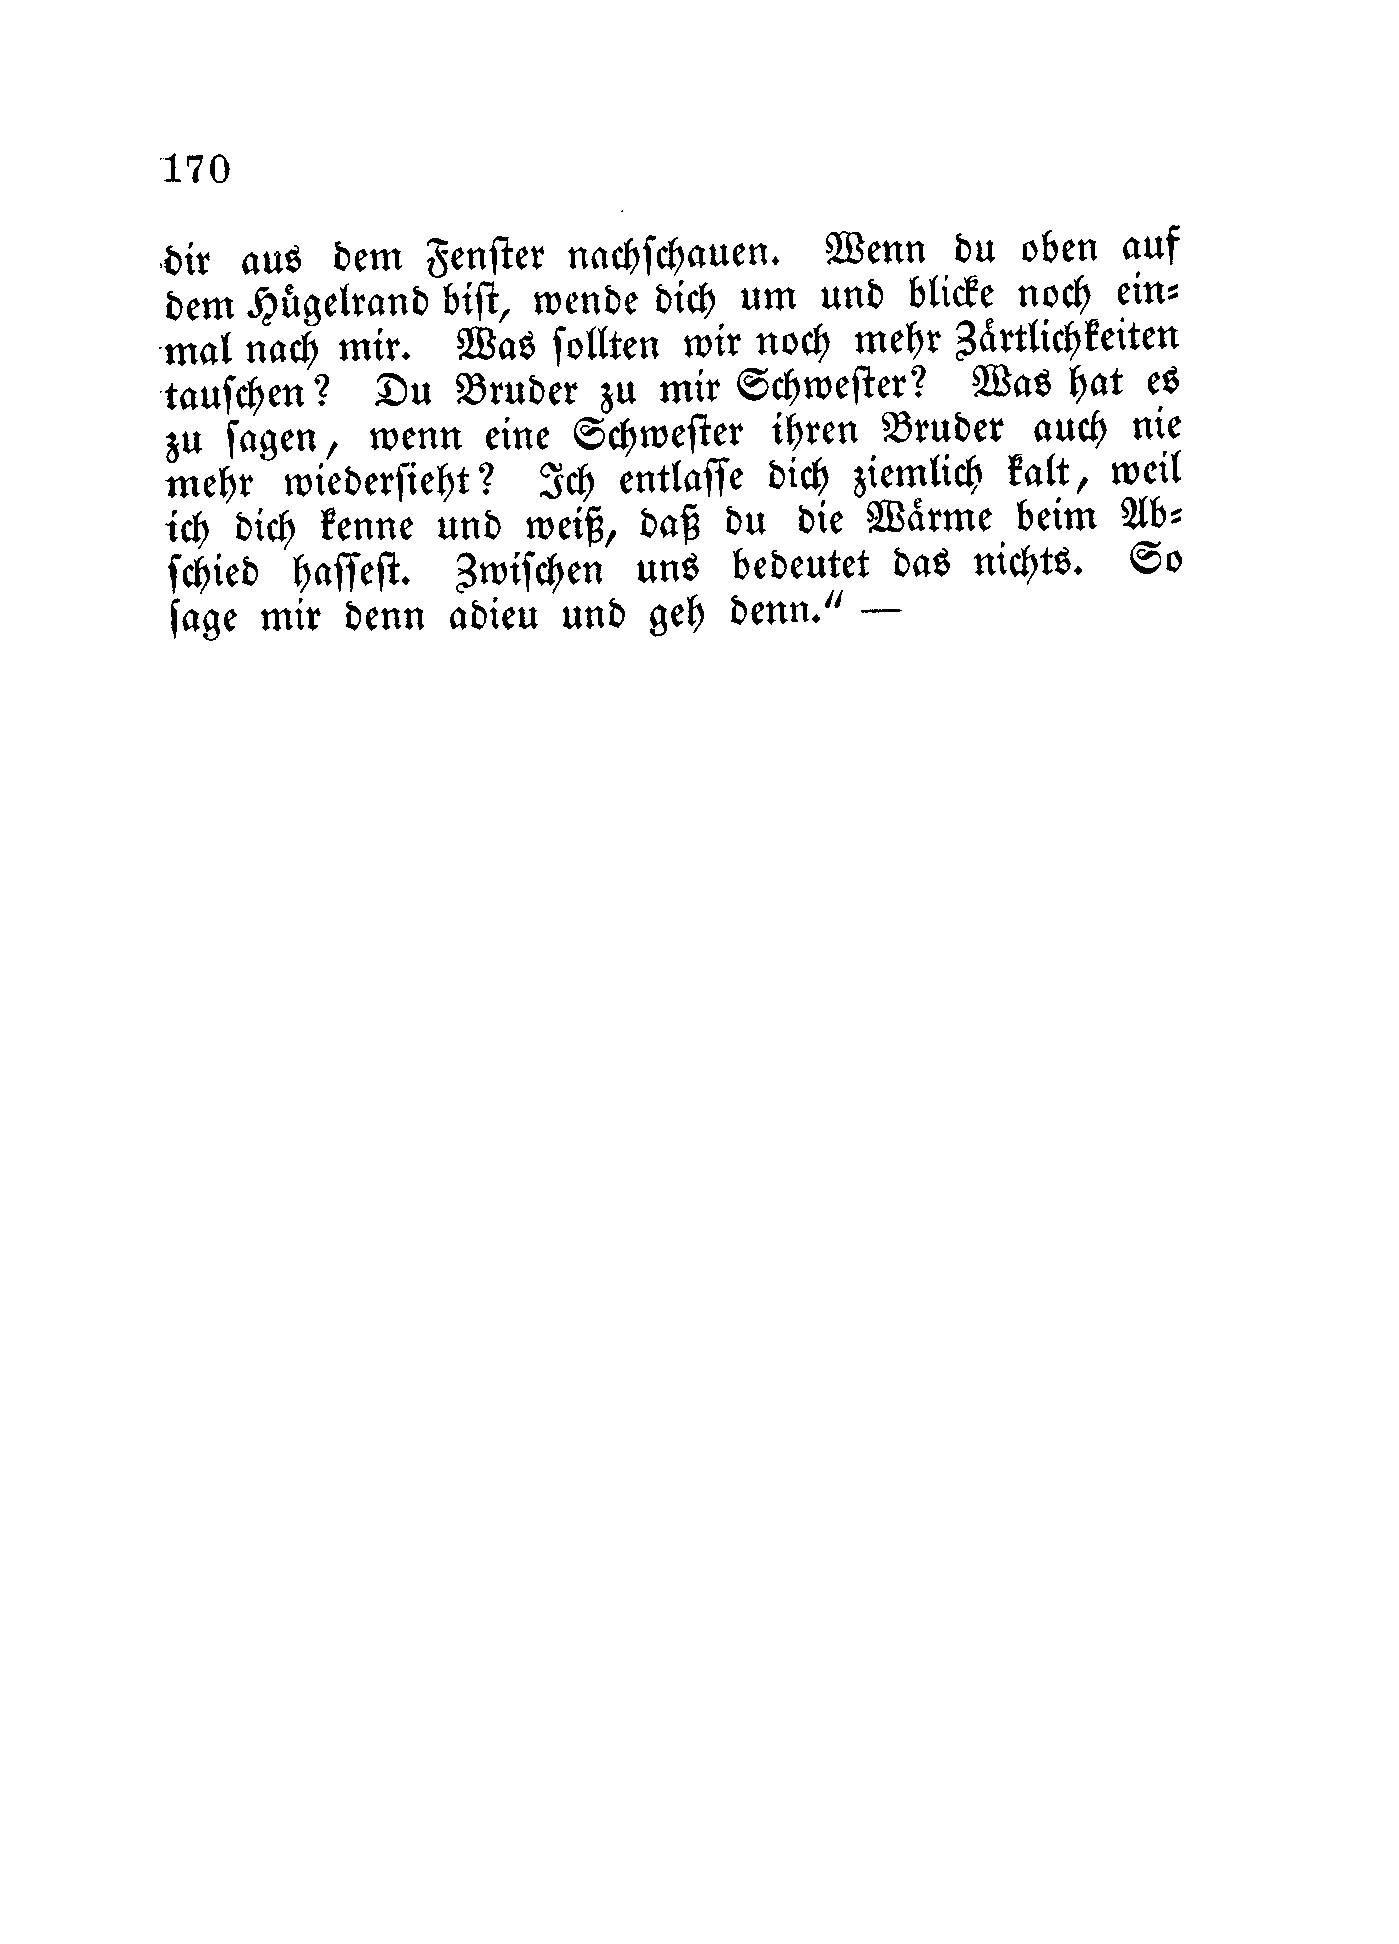 170
dir aus dem Fenſter nachſchauen. Wenn du oben auf
dem Hügelrand biſt, wende dich um und blicke noch ein⸗
mal nach mir. Was ſollten wir noch mehr Zärtlichkeiten
tauſchen? Du Bruder zu mir Schweſter? Was hat es
zu ſagen, wenn eine Schweſter ihren Bruder auch nie
mehr wiederſieht? Ich entlaſſe dich ziemlich kalt, weil
ich dich kenne und weiß, daß du die Wärme beim Ab⸗
ſchied haſſeſt. Zwiſchen uns bedeutet das nichts. So
ſage mir denn adieu und geh denn.“ —